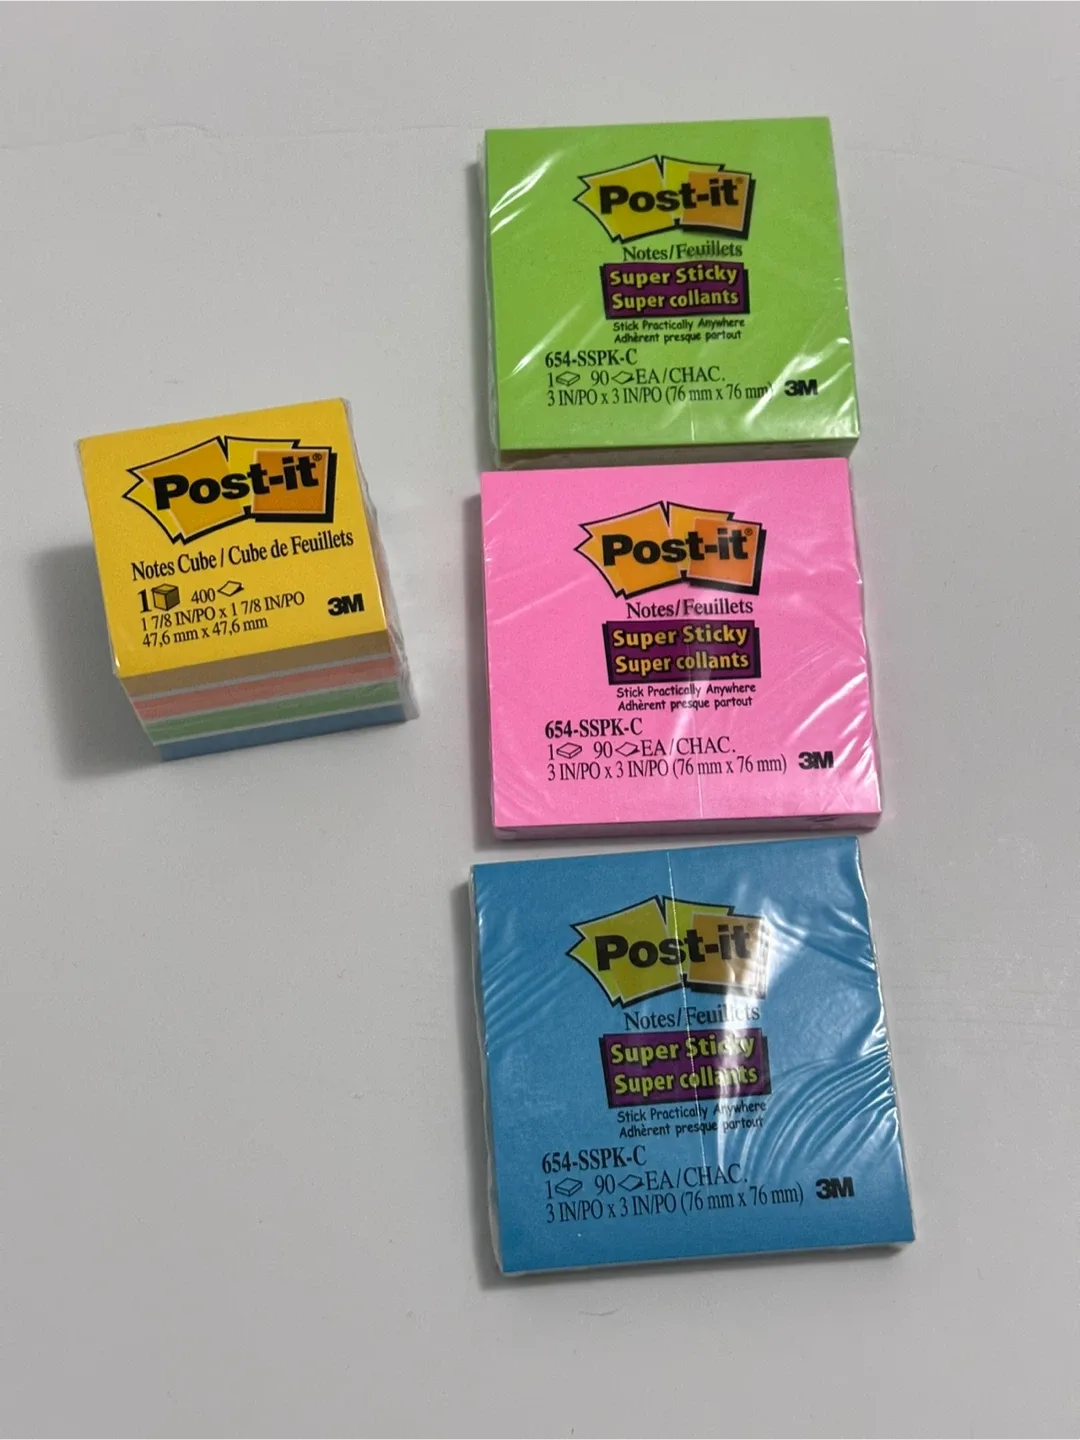 Post-it®
Notes Cube / Cube de Feuillets
1 400
1 7/8 IN/PO x 1 7/8 IN/PO
47,6 mm x 47,6 mm
3M
Post-it®
Notes/Feuillets
Super Sticky
Super collants
Stick Practically Anywhere
Adhèrent presque partout
654-SSPK-C
1 90 EA/CHAC.
3 IN/PO x 3 IN/PO (76 mm x 76 mm)
3M
Post-it®
Notes/Feuillets
Super Sticky
Super collants
Stick Practically Anywhere
Adhèrent presque partout
654-SSPK-C
1 90 EA/CHAC.
3 IN/PO x 3 IN/PO (76 mm x 76 mm)
3M
Post-it
Notes/Feuillets
Super Sticky
Super collants
Stick Practically Anywhere
Adhèrent presque partout
654-SSPK-C
1 90 EA/CHAC.
3 IN/PO x 3 IN/PO (76 mm x 76 mm)
3M